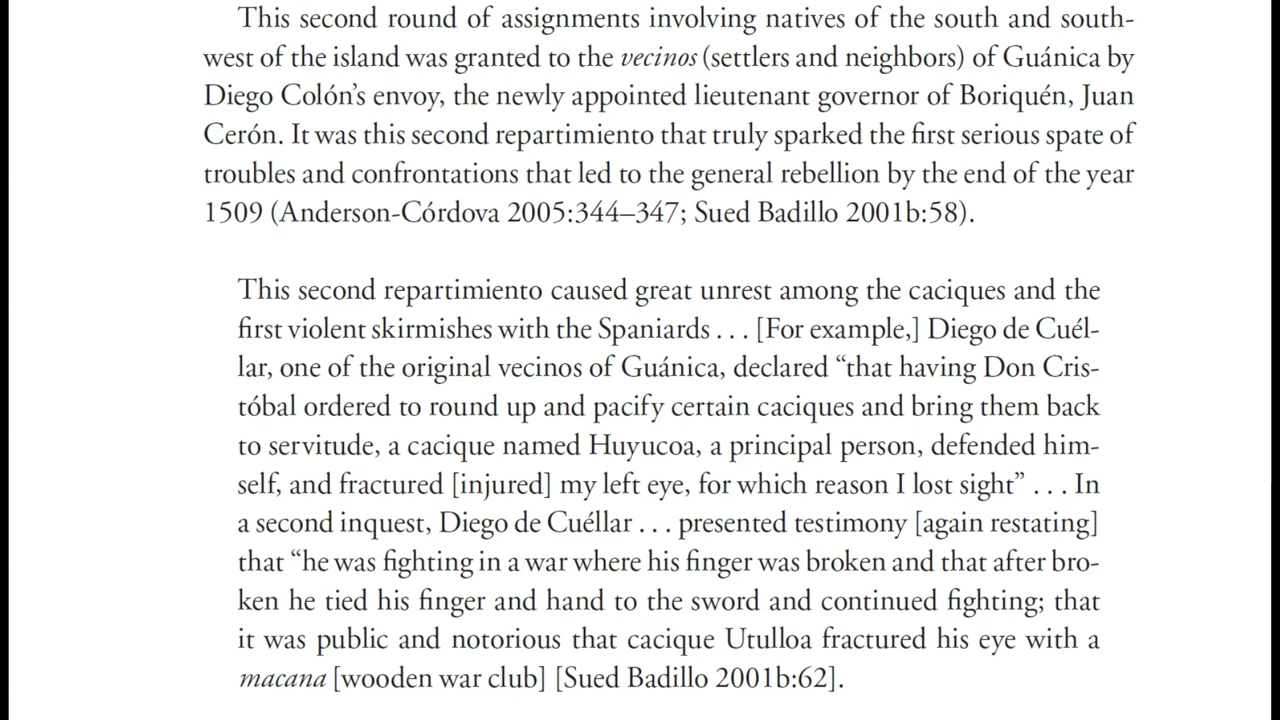 This second round of assignments involving natives of the south and south-
west of the island was granted to the vecinos (settlers and neighbors) of Guánica by
Diego Colón’s envoy, the newly appointed lieutenant governor of Boriquén, Juan
Cerón. It was this second repartimiento that truly sparked the first serious spate of
troubles and confrontations that led to the general rebellion by the end of the year
1509 (Anderson-Córdova 2005:344–347; Sued Badillo 2001b:58).
This second repartimiento caused great unrest among the caciques and the
first violent skirmishes with the Spaniards . . . [For example,] Diego de Cuél-
lar, one of the original vecinos of Guánica, declared “that having Don Cris-
tóbal ordered to round up and pacify certain caciques and bring them back
to servitude, a cacique named Huyucoa, a principal person, defended him-
self, and fractured [injured] my left eye, for which reason I lost sight” . . . In
a second inquest, Diego de Cuéllar . . . presented testimony [again restating]
that “he was fighting in a war where his finger was broken and that after bro-
ken he tied his finger and hand to the sword and continued fighting; that
it was public and notorious that cacique Utulloa fractured his eye with a
macana [wooden war club] [Sued Badillo 2001b:62].